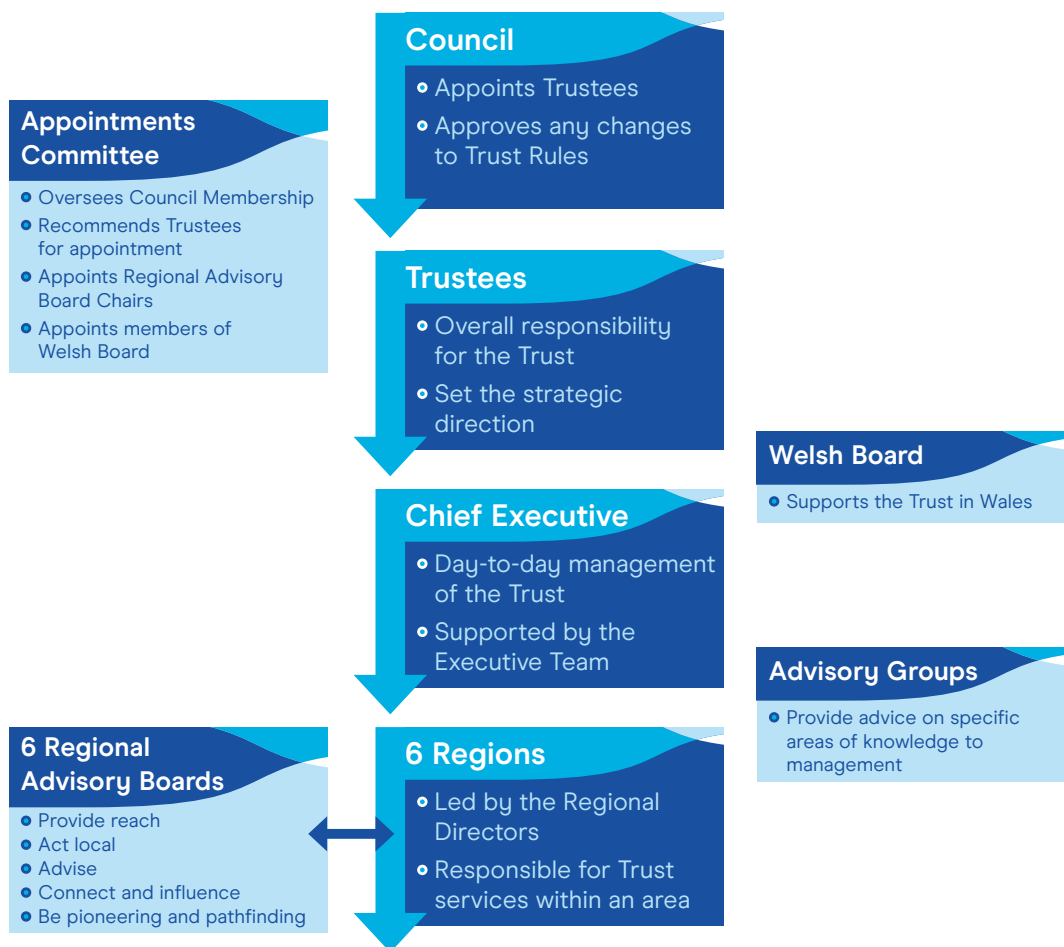 Council
Appoints Trustees
Approves any changes
to Trust Rules
Appointments
Committee
Oversees Council Membership
Recommends Trustees
for appointment
Appoints Regional Advisory
Board Chairs
Appoints members of
Welsh Board
Trustees
Overall responsibility
for the Trust
Set the strategic
direction
Welsh Board
Supports the Trust in Wales
Chief Executive
Day-to-day management
of the Trust
Supported by the
Executive Team
Advisory Groups
Provide advice on specific
areas of knowledge to
management
6 Regional
Advisory Boards
Provide reach
Act local
Advise
Connect and influence
Be pioneering and pathfinding
6 Regions
Led by the Regional
Directors
Responsible for Trust
services within an area